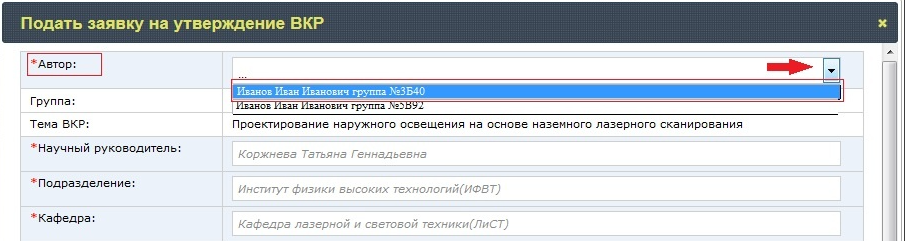 Подать заявку на утверждение ВКР
*Автор:
...
Иванов Иван Иванович группа №3Б40
Группа:
Иванов Иван Иванович группа №5В92
Тема ВКР: Проектирование наружного освещения на основе наземного лазерного сканирования
*Научный руководитель: Коржнева Татьяна Геннадьевна
*Подразделение: Институт физики высоких технологий(ИФВТ)
*Кафедра: Кафедра лазерной и световой техники(ЛиСТ)